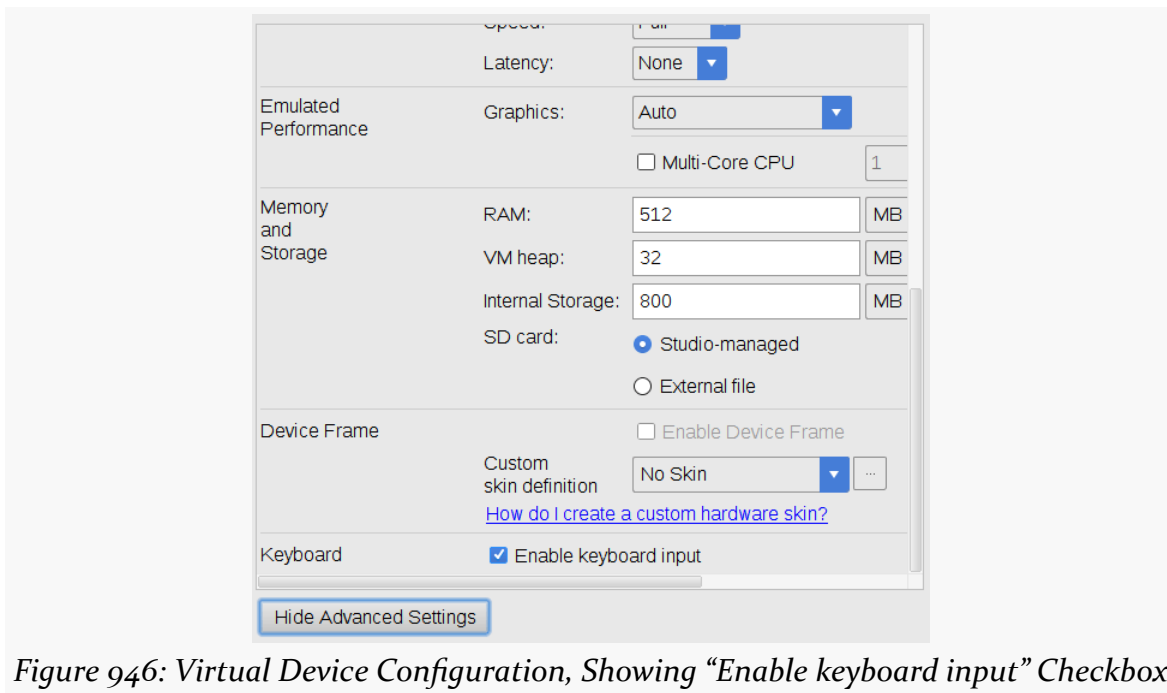 Latency: None
Emulated Graphics: Auto
Performance
Multi-Core CPU 1
Memory RAM: 512 MB
and
Storage VM heap: 32 MB
Internal Storage: 800 MB
SD card: Studio-managed
External file
Device Frame Enable Device Frame
Custom No Skin ...
skin definition
How do I create a custom hardware skin?
Keyboard Enable keyboard input
Hide Advanced Settings
Figure 946: Virtual Device Configuration, Showing “Enable keyboard input” Checkbox